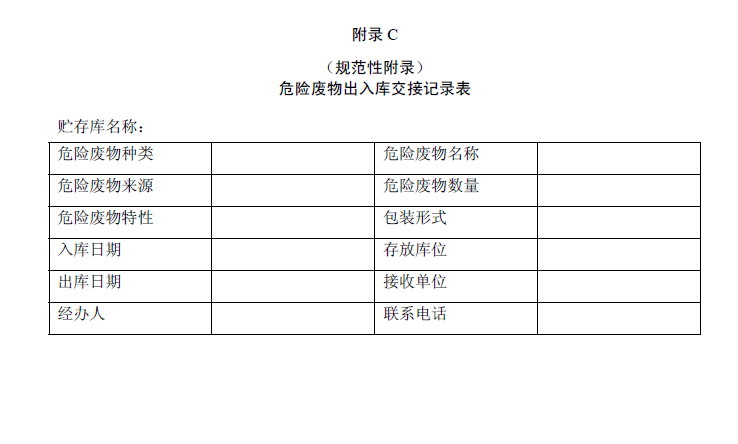 附录 C
（规范性附录）
危险废物出入库交接记录表
贮存库名称：
危险废物种类 危险废物名称
危险废物来源 危险废物数量
危险废物特性 包装形式
入库日期 存放库位
出库日期 接收单位
经办人 联系电话